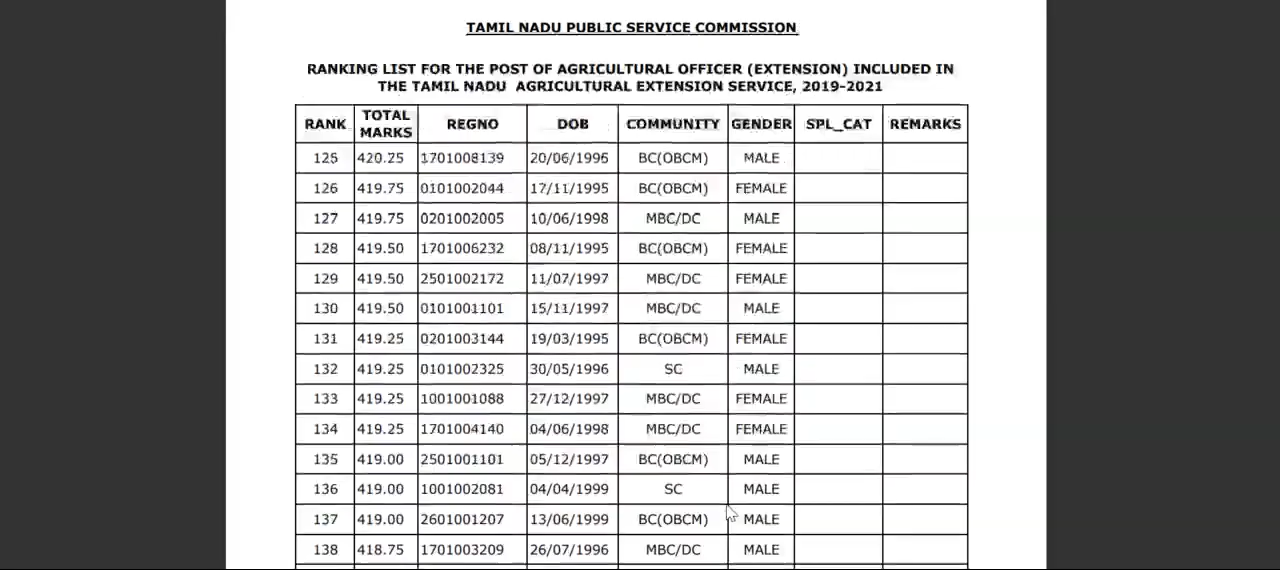 TAMIL NADU PUBLIC SERVICE COMMISSION
RANKING LIST FOR THE POST OF AGRICULTURAL OFFICER (EXTENSION) INCLUDED IN
THE TAMIL NADU AGRICULTURAL EXTENSION SERVICE, 2019-2021
RANK TOTAL MARKS REGNO DOB COMMUNITY GENDER SPL_CAT REMARKS
125 420.25 1701008139 20/06/1996 BC(OBCM) MALE
126 419.75 0101002044 17/11/1995 BC(OBCM) FEMALE
127 419.75 0201002005 10/06/1998 MBC/DC MALE
128 419.50 1701006232 08/11/1995 BC(OBCM) FEMALE
129 419.50 2501002172 11/07/1997 MBC/DC FEMALE
130 419.50 0101001101 15/11/1997 MBC/DC MALE
131 419.25 0201003144 19/03/1995 BC(OBCM) FEMALE
132 419.25 0101002325 30/05/1996 SC MALE
133 419.25 1001001088 27/12/1997 MBC/DC FEMALE
134 419.25 1701004140 04/06/1998 MBC/DC FEMALE
135 419.00 2501001101 05/12/1997 BC(OBCM) MALE
136 419.00 1001002081 04/04/1999 SC MALE
137 419.00 2601001207 13/06/1999 BC(OBCM) MALE
138 418.75 1701003209 26/07/1996 MBC/DC MALE